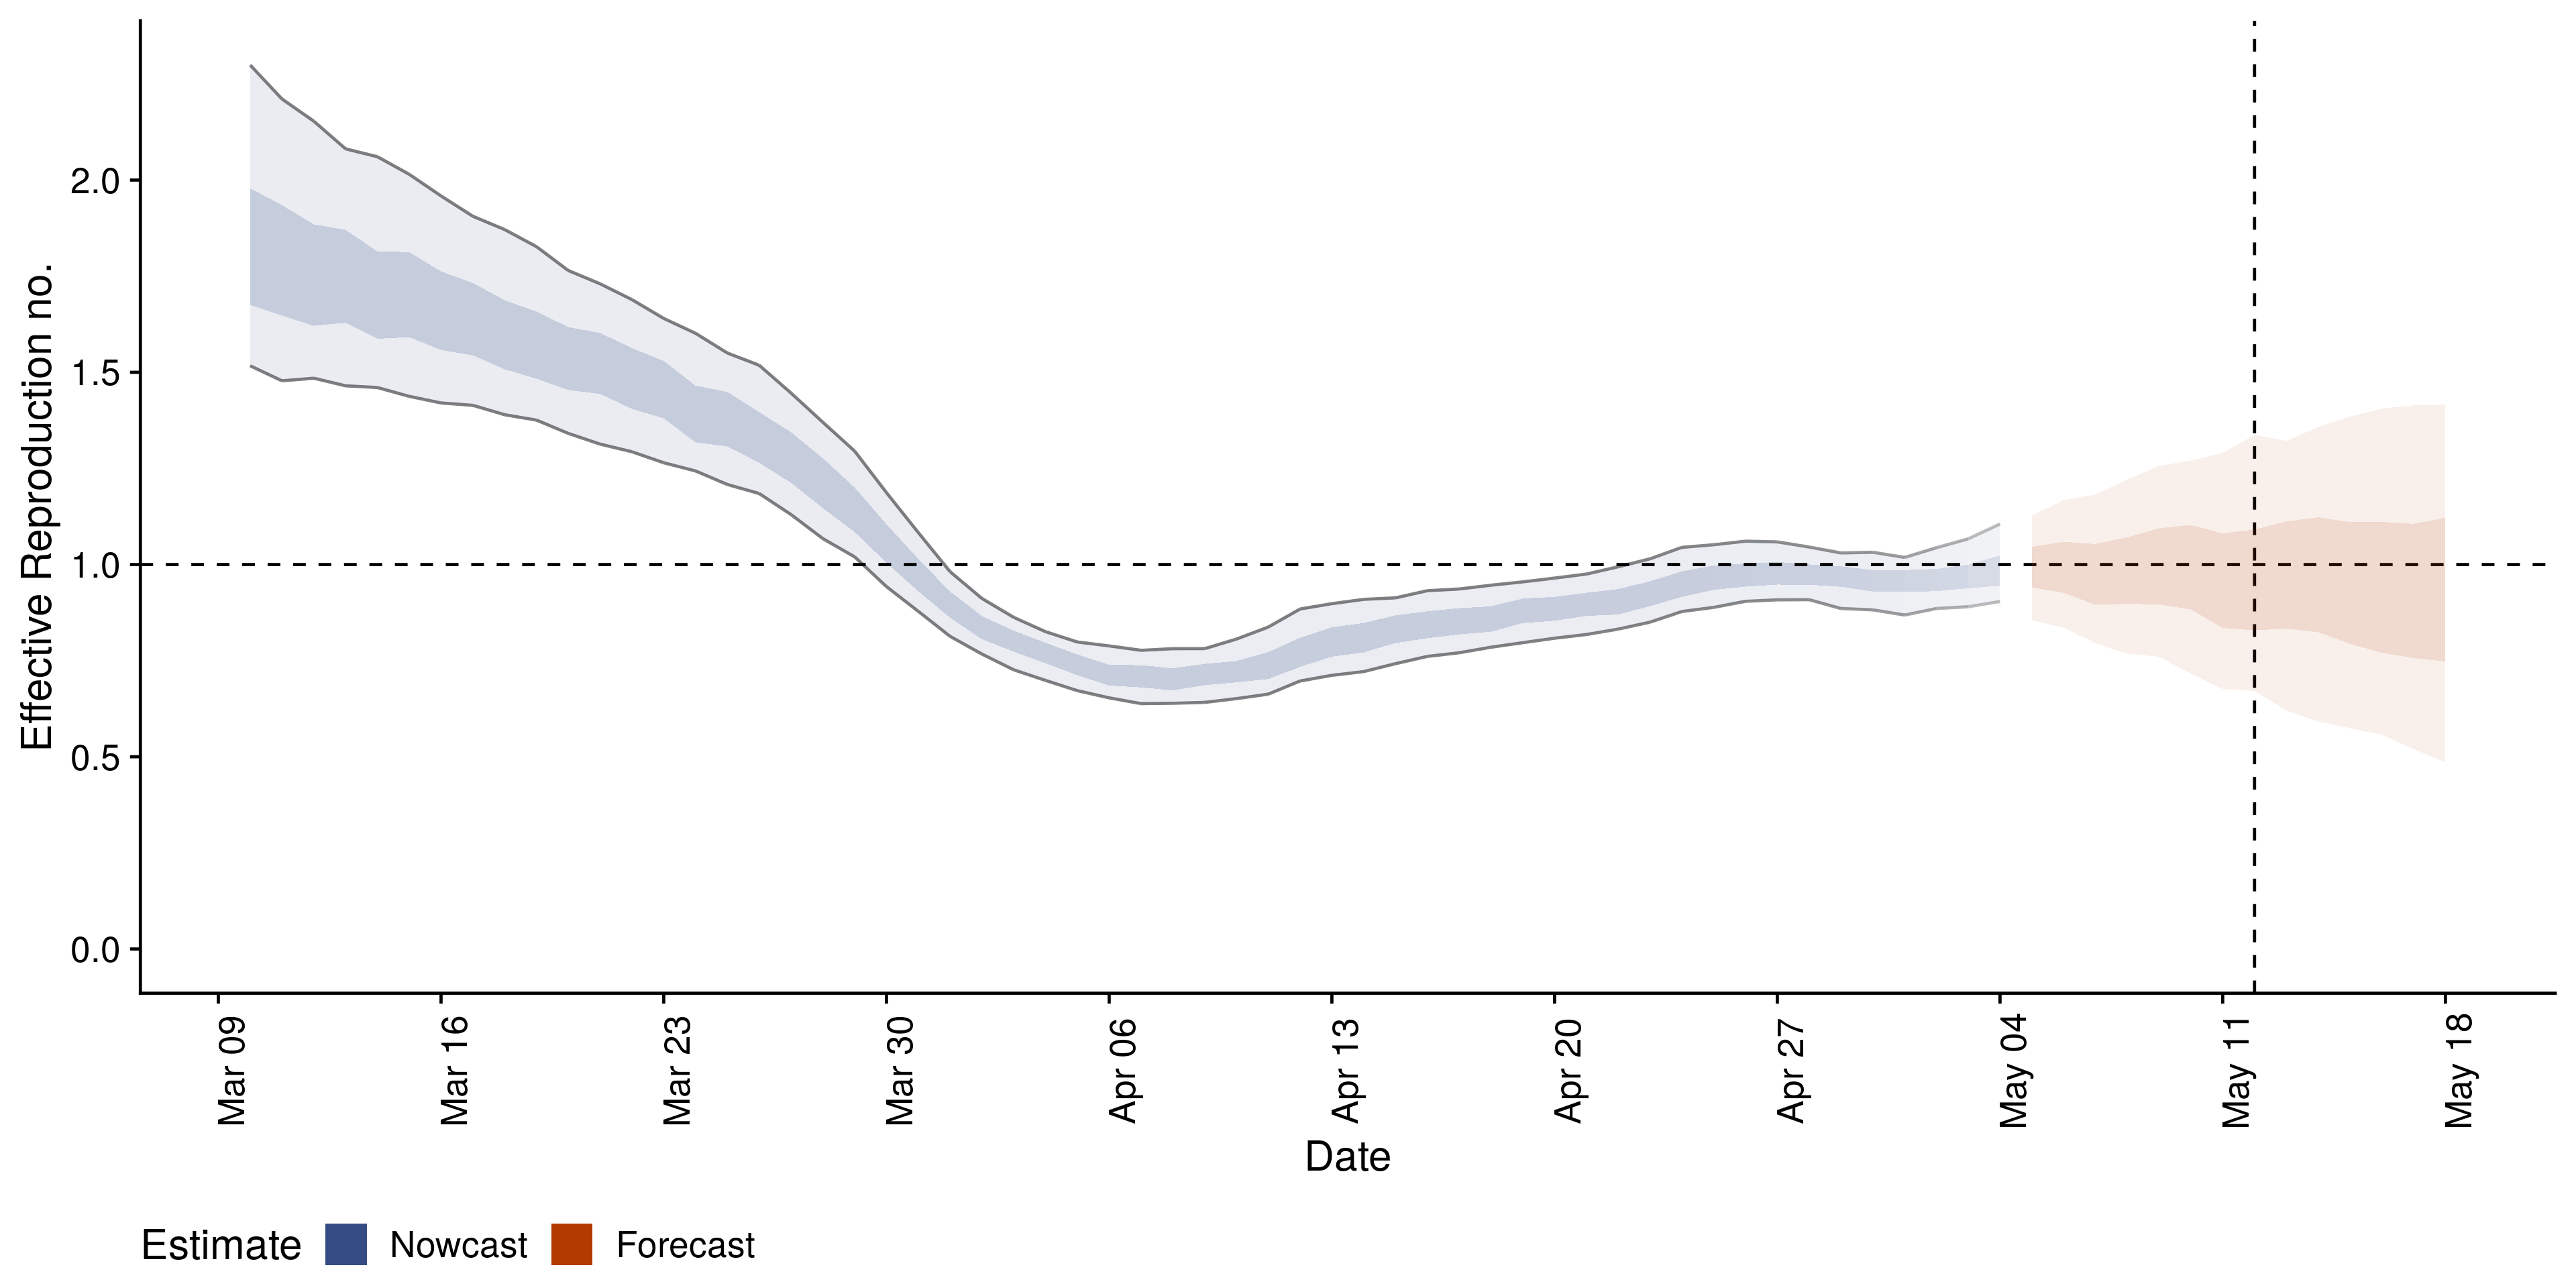 Effective Reproduction no.
2.0
1.5
1.0
0.5
0.0
Mar 09
Mar 16
Mar 23
Mar 30
Apr 06
Apr 13
Apr 20
Apr 27
May 04
May 11
May 18
Date
Estimate Nowcast Forecast